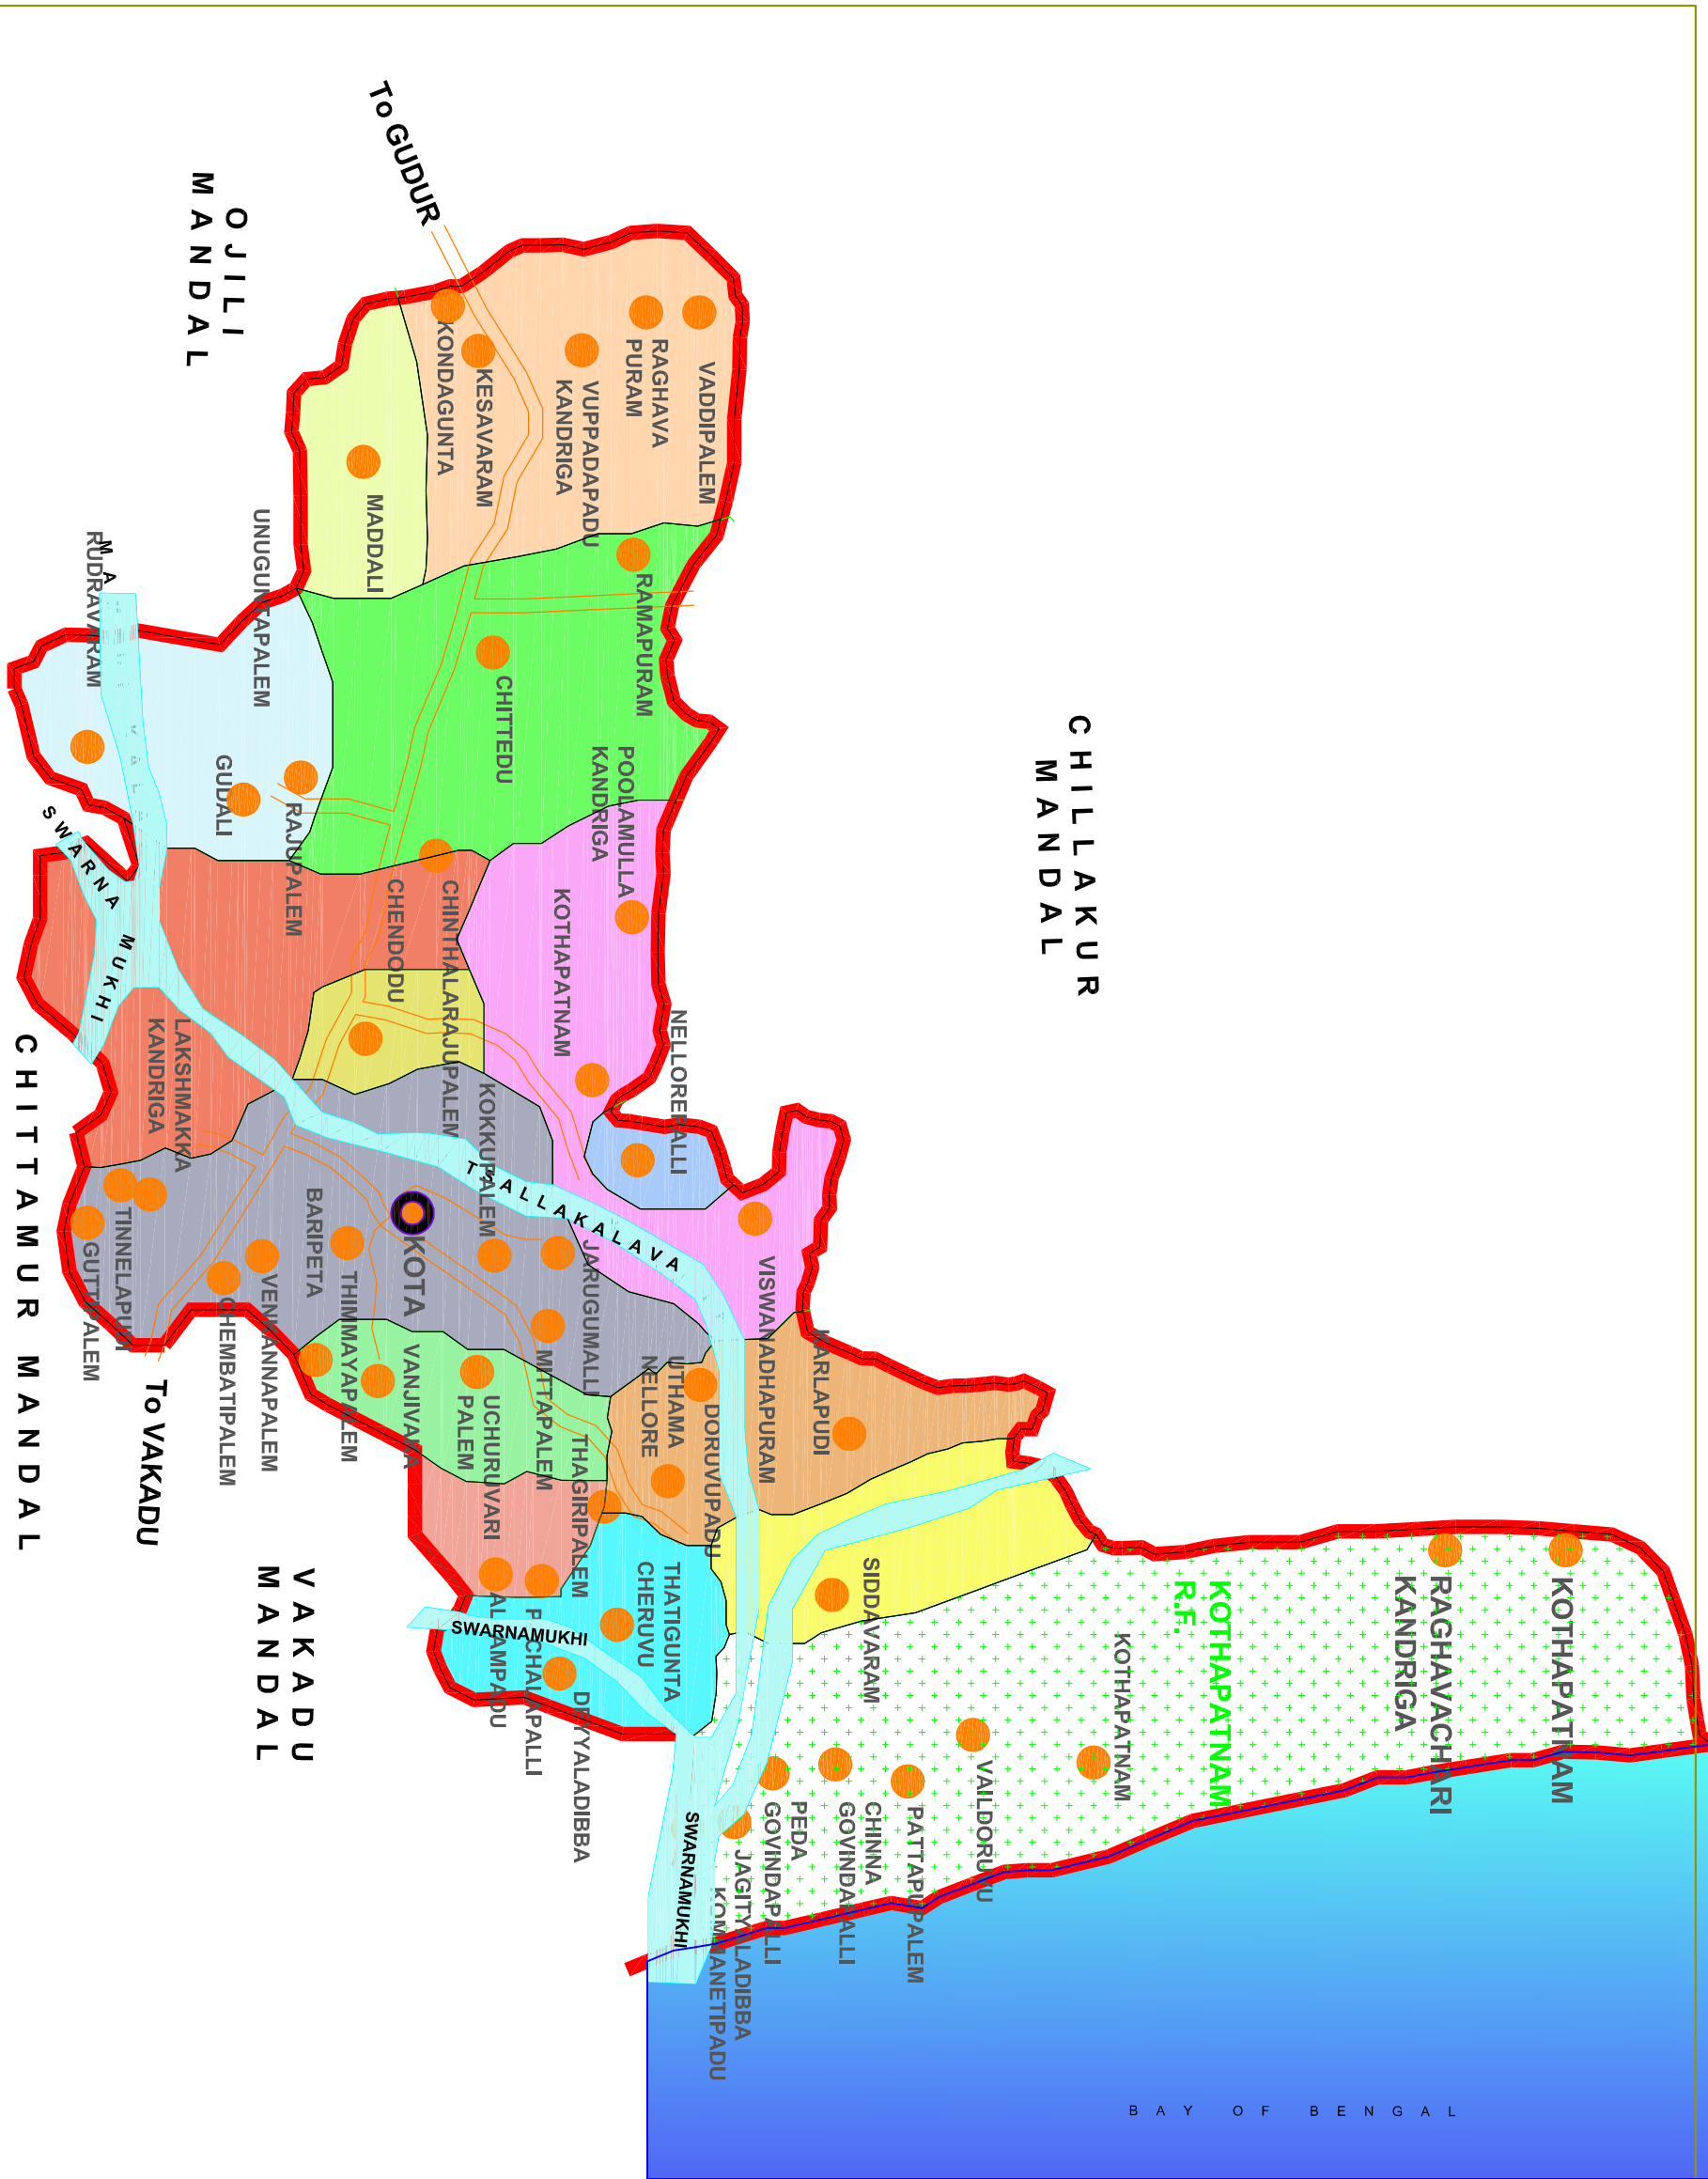 To GUDUR
OJILI
MANDAL
CHILLAKUR
MANDAL
VADDIPALEM
RAGHAVA
PURAM
VUPPADAPADU
KANDRIGA
KESAVARAM
KONDAGUNTA
MADDALI
RAMAPURAM
CHITTEDU
UNUGUNTAPALEM
RUDRAVARAM
MA
GUDALI
RAJUPALEM
POOLAMULLA
KANDRIGA
KOTHAPATNAM
CHINTHALARAJUPALEM
CHENDODU
SWARNA MUKHI
LAKSHMAKKA
KANDRIGA
NELLOREPALLI
KOKKUPALEM
TALLAKALAVA
KOTA
BARIPETA
TINNELAPUDI
GUTTIPALEM
JARUGUMALLI
VISWANADHAPURAM
THIMMAYAPALEM
VENKANNAPALEM
CHEMBATIPALEM
VANJIVAKA
MITTAPALEM
UCHURUVARI
PALEM
UTHAMA
NELLORE
DORUVUPADU
KARLAPUDI
THAGIRIPALEM
CHITTAMUR MANDAL
To VAKADU
VAKADU
MANDAL
THATIGUNTA
CHERUVU
SIDDAVARAM
ALLAMPADU
SWARNAMUKHI
DEYYALADIBBA
KOTHAPATNAM
RAGHAVACHARI
KANDRIGA
KOTHAPATNAM
R.F.
KOTHAPATNAM
VAILDORUVU
PATTAPUPALEM
CHINNA
GOVINDAPALLI
PEDA
GOVINDAPALLI
JAGITYALADIBBA
KOMMANETIPADU
SWARNAMUKHI
BAY OF BENGAL